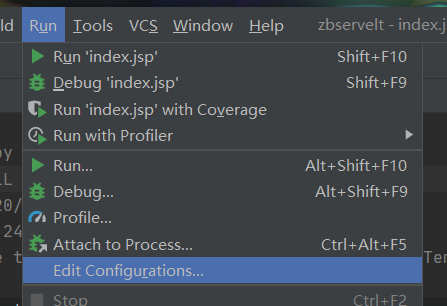 ld Run Tools VCS Window Help zbservelt - index.j
Run 'index.jsp' Shift+F10
Debug 'index.jsp' Shift+F9
Run 'index.jsp' with Coverage
Run with Profiler
Run... Alt+Shift+F10
Debug... Alt+Shift+F9
Profile...
Attach to Process... Ctrl+Alt+F5
Edit Configurations...
Stop Ctrl+F2